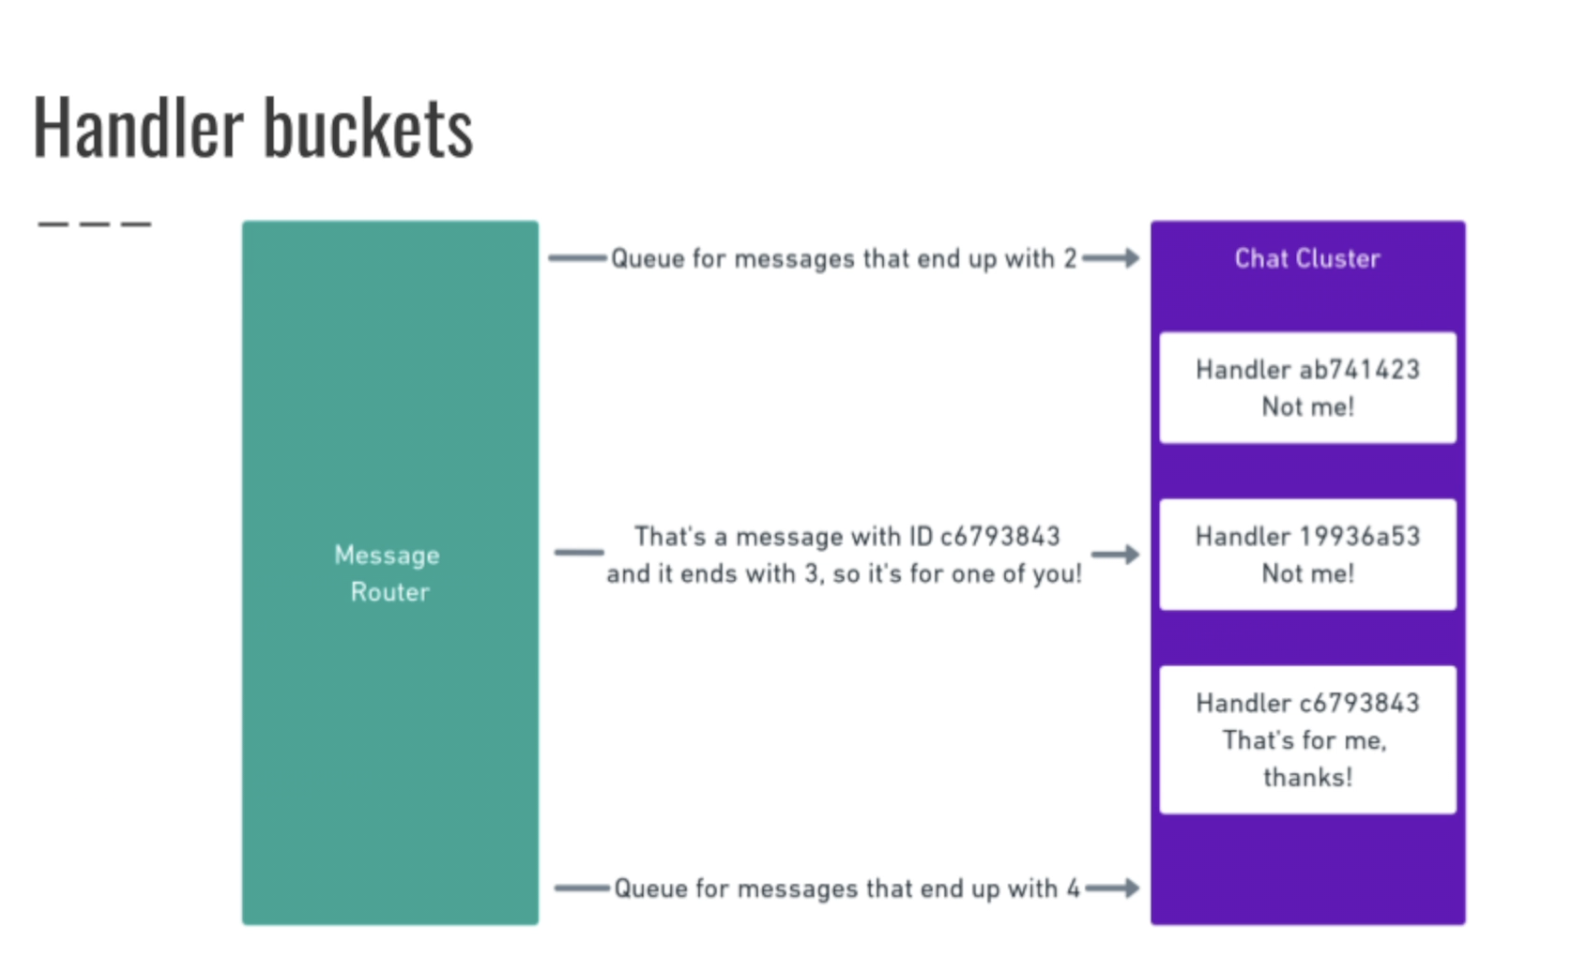 Handler buckets
Queue for messages that end up with 2
Chat Cluster
Handler ab741423
Not me!
Message
Router
That's a message with ID c6793843
and it ends with 3, so it's for one of you!
Handler 19936a53
Not me!
Handler c6793843
That's for me,
thanks!
Queue for messages that end up with 4